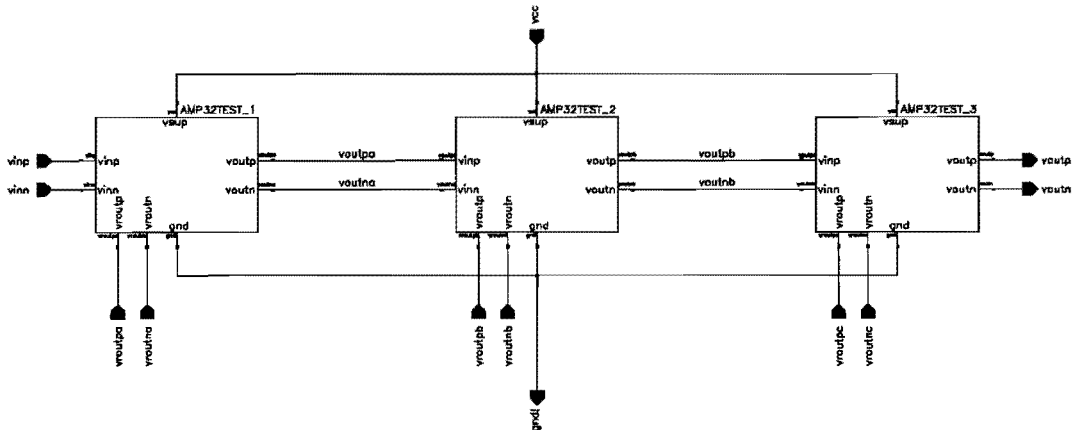 vcc
AMP32TEST_1
AMP32TEST_2
AMP32TEST_3
vsup
vsup
vsup
vinp
vinp
voutp
voutpa
vinp
voutp
voutpb
vinp
voutp
voutp
vinn
vinn
voutn
voutna
vinn
voutn
voutnb
vinn
voutn
voutn
vroutp
vroutn
gnd
vroutp
vroutn
gnd
vroutp
vroutn
gnd
vroutpa
vroutna
vroutpb
vroutnb
vroutpc
vroutnc
gnd!